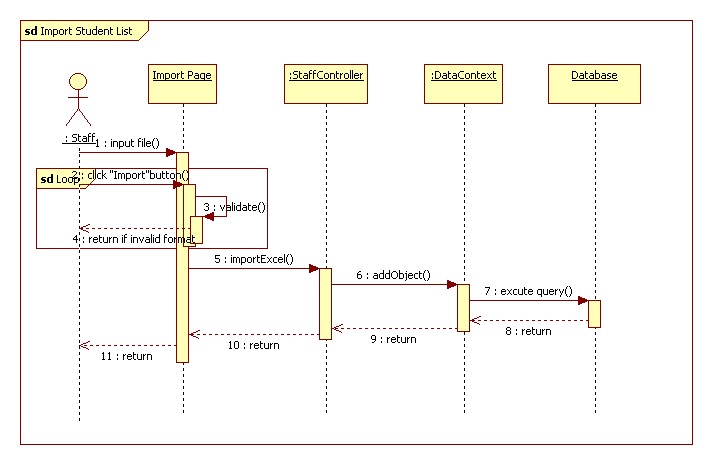 sd Import Student List
Import Page
:StaffController
:DataContext
Database
: Staff
1 : input file()
sd Loop
2 : click "Import"button()
3 : validate()
4 : return if invalid format
5 : importExcel()
6 : addObject()
7 : excute query()
8 : return
9 : return
10 : return
11 : return